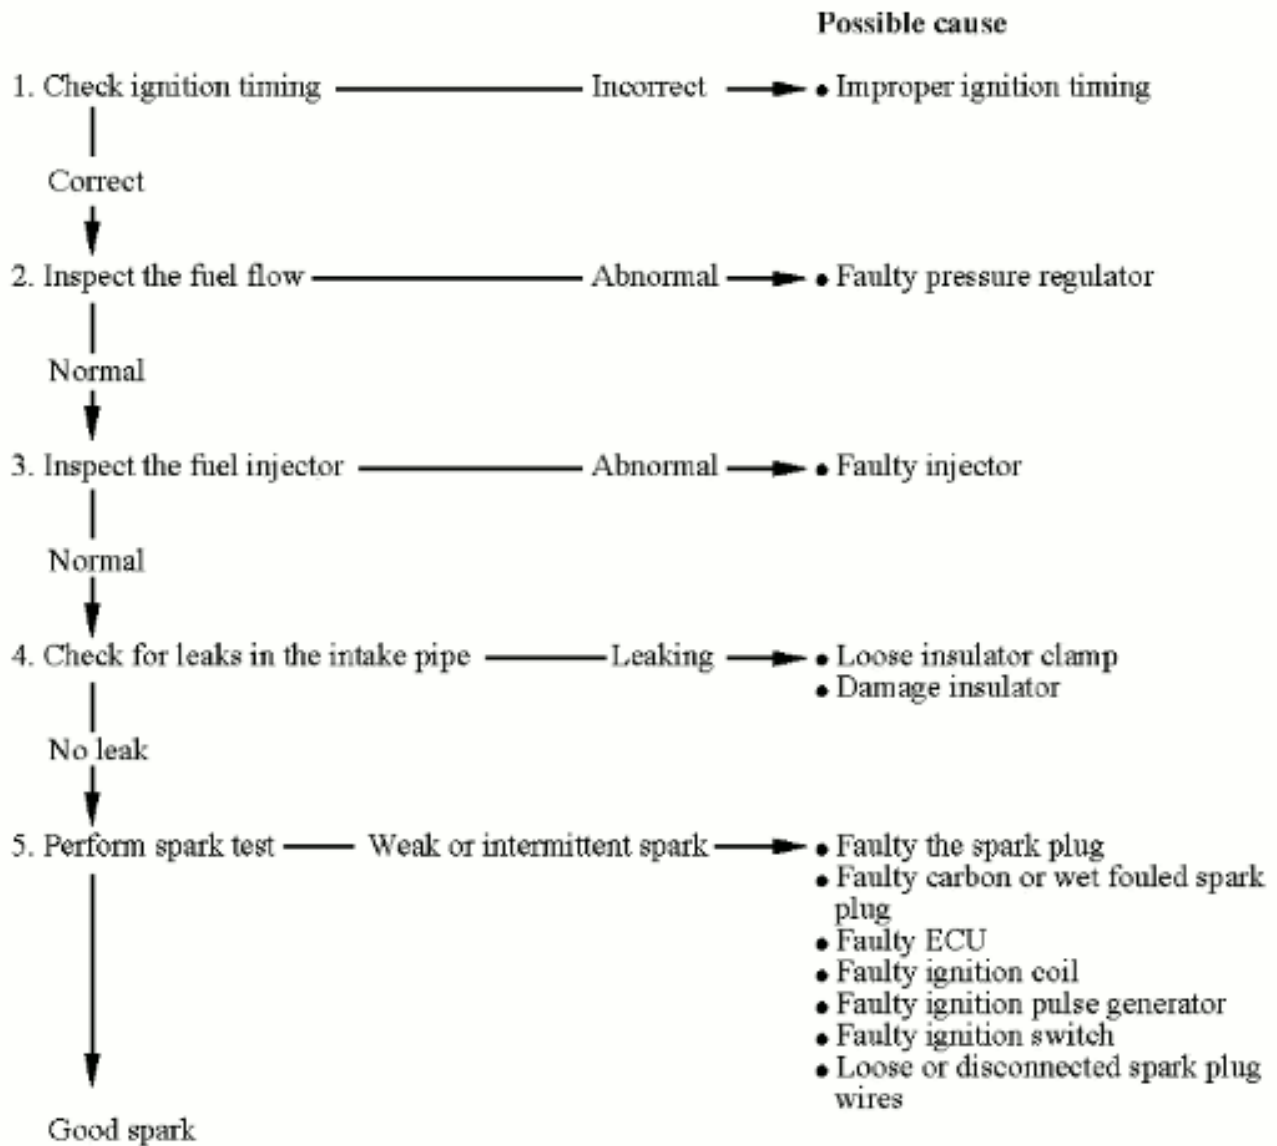 Possible cause
1. Check ignition timing Incorrect • Improper ignition timing
Correct
2. Inspect the fuel flow Abnormal • Faulty pressure regulator
Normal
3. Inspect the fuel injector Abnormal • Faulty injector
Normal
4. Check for leaks in the intake pipe Leaking • Loose insulator clamp
• Damage insulator
No leak
5. Perform spark test Weak or intermittent spark • Faulty the spark plug
• Faulty carbon or wet fouled spark
plug
• Faulty ECU
• Faulty ignition coil
• Faulty ignition pulse generator
• Faulty ignition switch
• Loose or disconnected spark plug
wires
Good spark